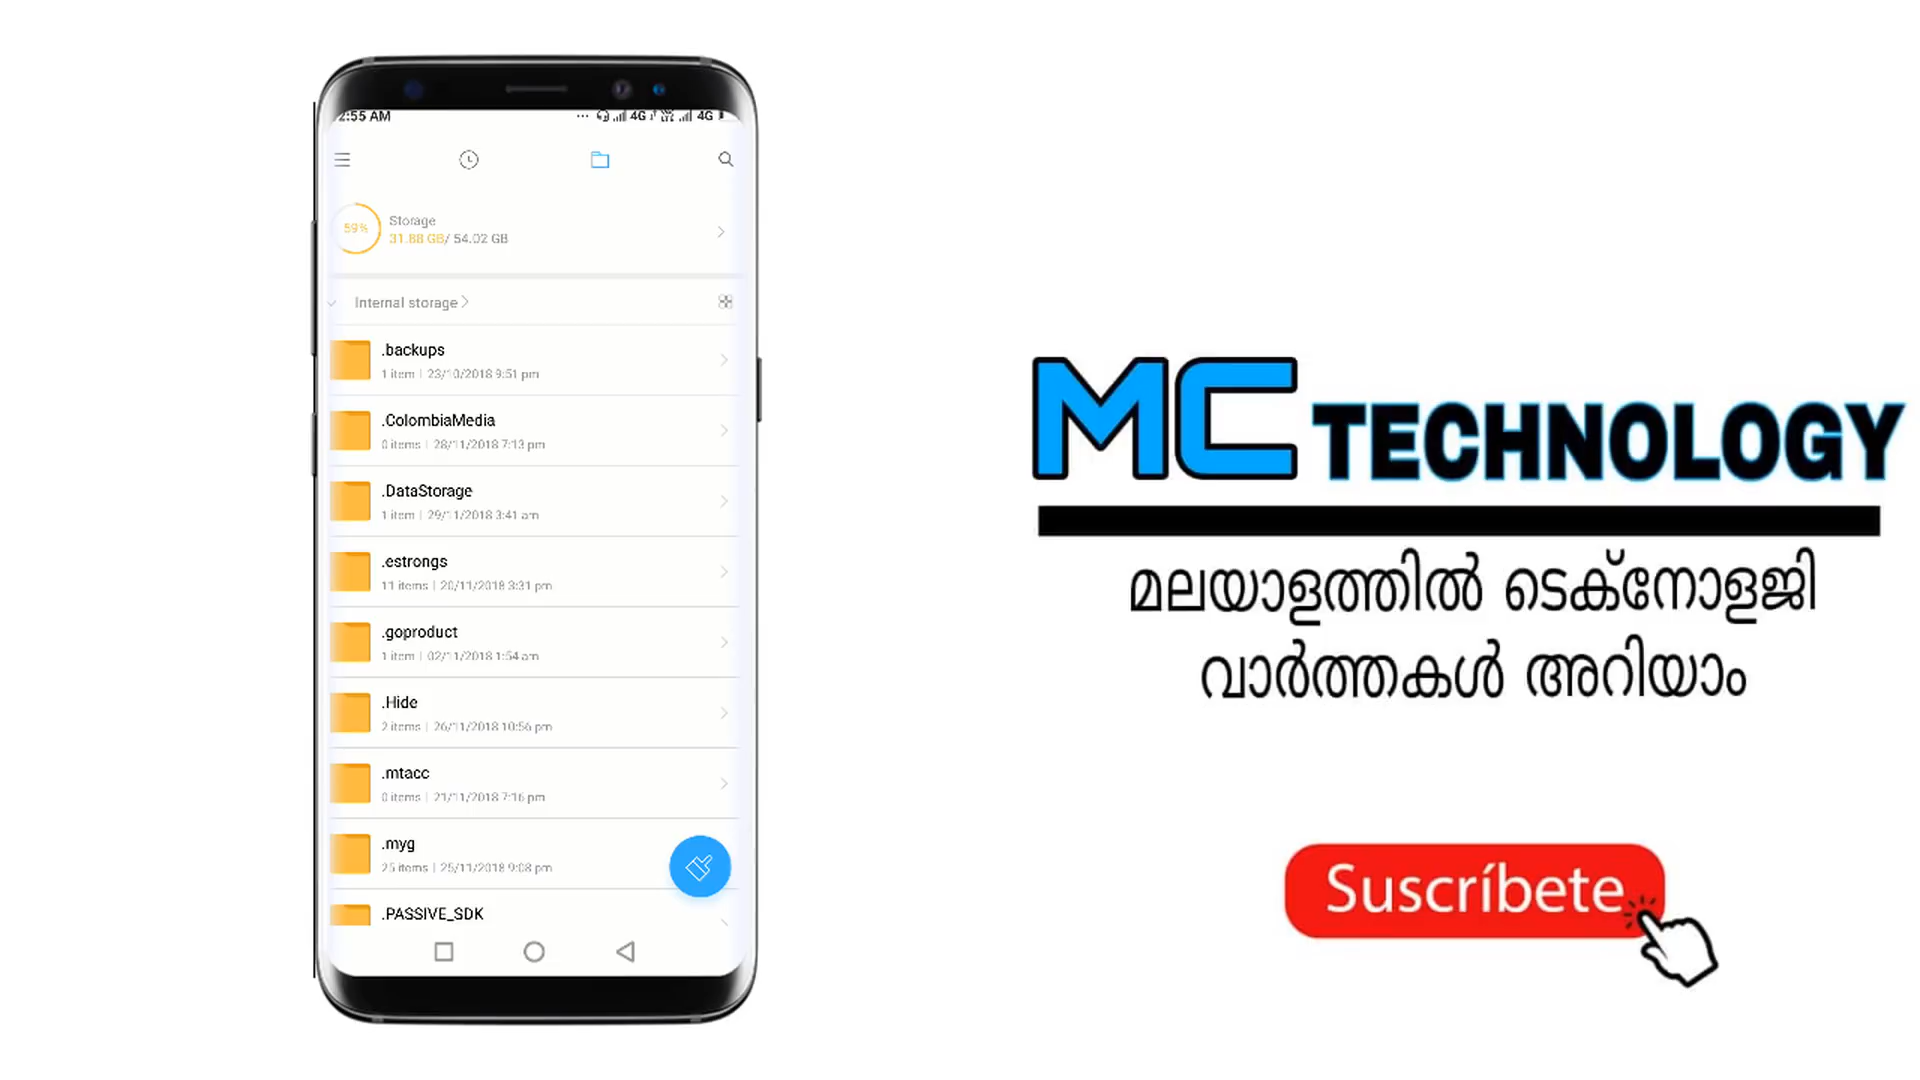 2:55 AM
4G
4G
59%
Storage
31.88 GB/ 54.02 GB
Internal storage
.backups
1 item | 23/10/2018 9:51 pm
.ColombiaMedia
0 items | 28/11/2018 7:13 pm
.DataStorage
1 item | 29/11/2018 3:41 am
.estrongs
11 items | 20/11/2018 3:31 pm
.goproduct
1 item | 02/11/2018 1:54 am
.Hide
2 items | 26/11/2018 10:56 pm
.mtacc
0 items | 21/11/2018 7:16 pm
.myg
25 items | 25/11/2018 9:08 pm
.PASSIVE_SDK
MC TECHNOLOGY
മലയാളത്തിൽ ടെക്നോളജി
വാർത്തകൾ അറിയാം
Suscríbete